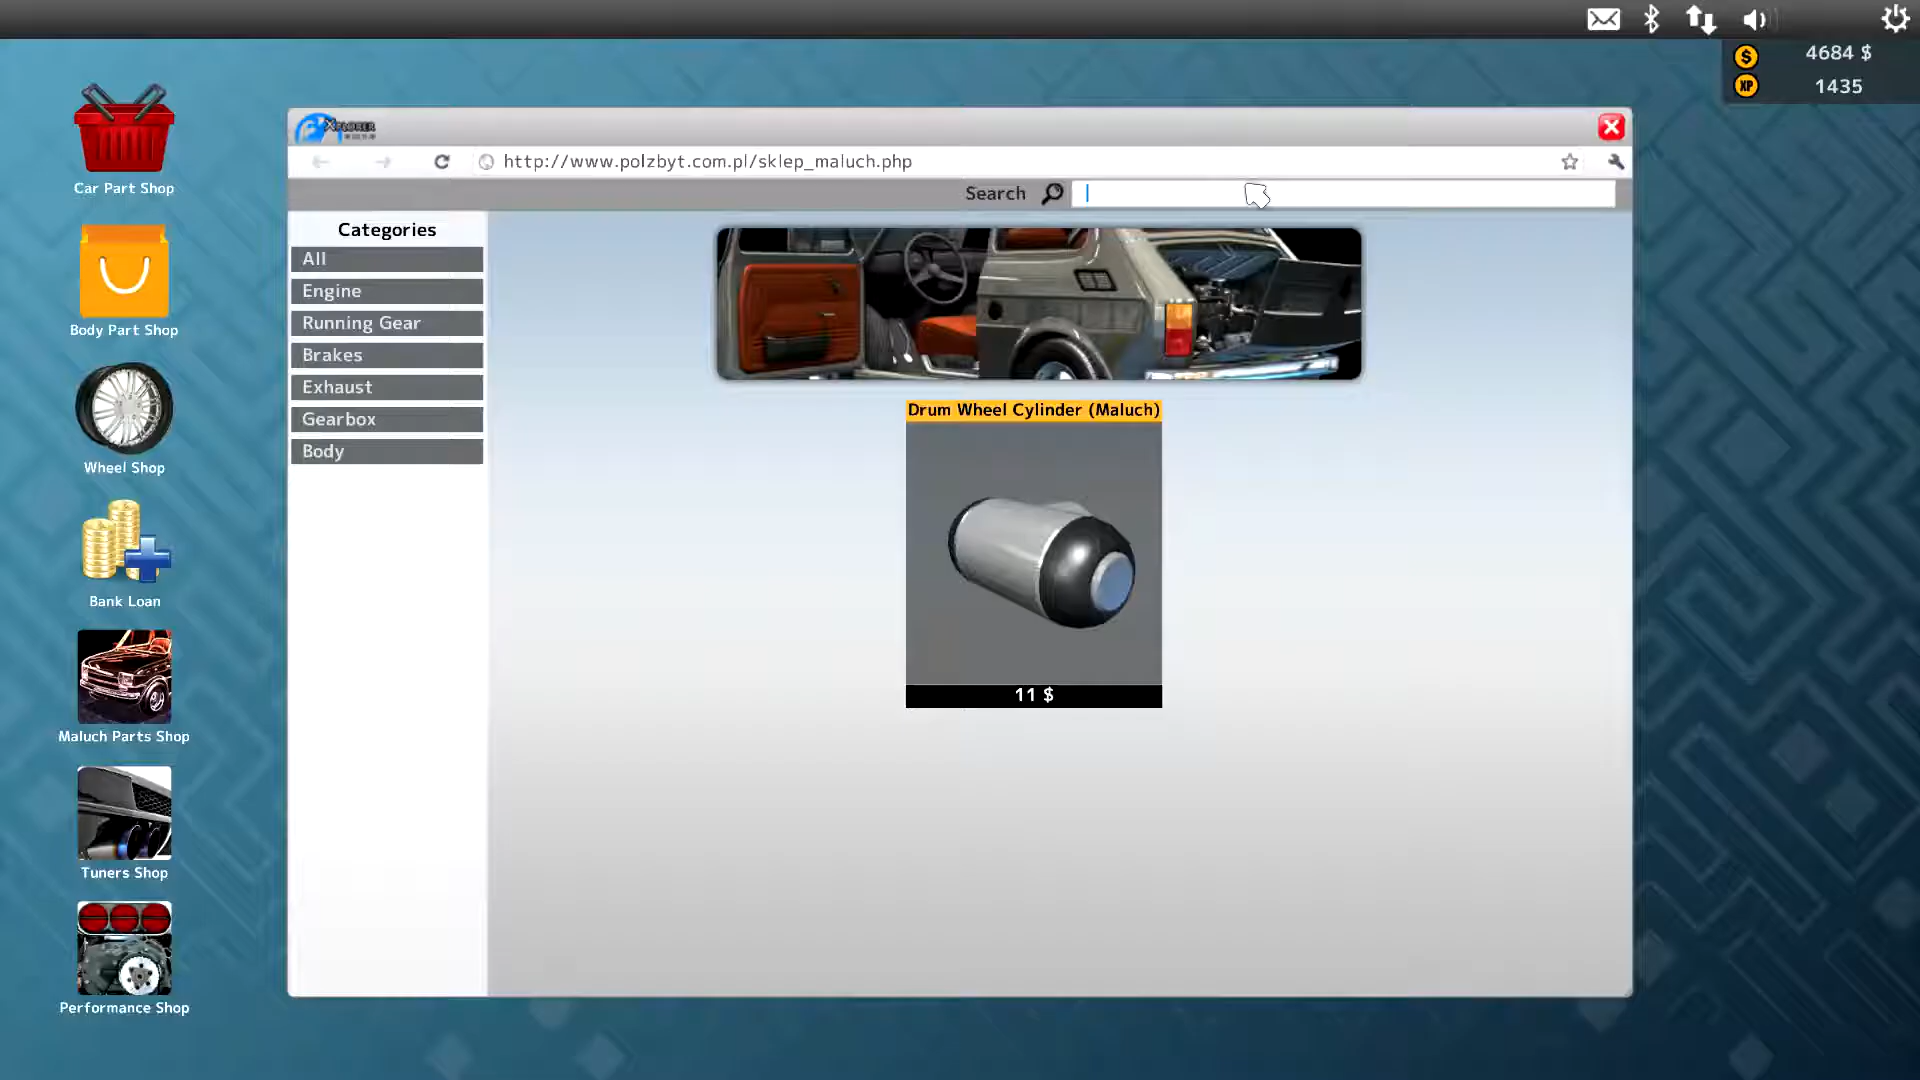 4684 $
XP
1435
XPLORER
http://www.polzbyt.com.pl/sklep_maluch.php
Search
Categories
All
Engine
Running Gear
Brakes
Exhaust
Gearbox
Body
Drum Wheel Cylinder (Maluch)
11 $
Car Part Shop
Body Part Shop
Wheel Shop
Bank Loan
Maluch Parts Shop
Tuners Shop
Performance Shop